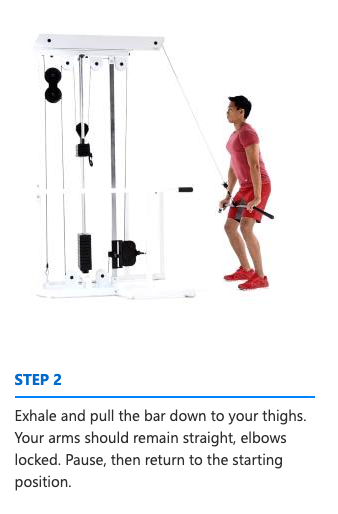 STEP 2
Exhale and pull the bar down to your thighs.
Your arms should remain straight, elbows
locked. Pause, then return to the starting
position.